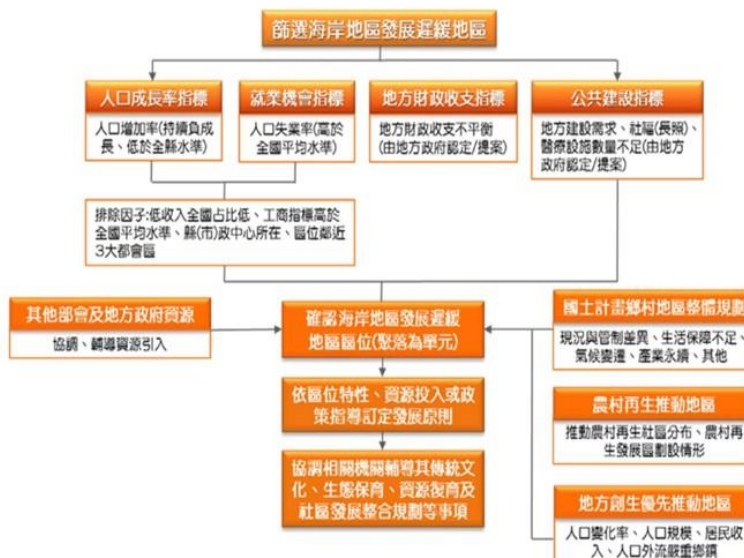 篩選海岸地區發展遲緩地區
人口成長率指標
人口增加率(持續負成
長、低於全縣水準)
就業機會指標
人口失業率(高於
全國平均水準)
地方財政收支指標
地方財政收支不平衡
(由地方政府認定/提案)
公共建設指標
地方建設需求、社福(長照)、
醫療設施數量不足(由地方
政府認定/提案)
排除因子:低收入全國占比低、工商指標高於
全國平均水準、縣(市)政中心所在、區位鄰近
3大都會區
其他部會及地方政府資源
協調、輔導資源引入
確認海岸地區發展遲緩
地區區位(聚落為單元)
依區位特性、資源投入或政
策指導訂定發展原則
協調相關機關輔導其傳統文
化、生態保育、資源復育及
社區發展整合規劃等事項
國土計畫鄉村地區整體規劃
現況與管制差異、生活保障不足、
氣候變遷、產業永續、其他
農村再生推動地區
推動農村再生社區分布、農村再
生發展區劃設情形
地方創生優先推動地區
人口變化率、人口規模、居民收
入、人口外流嚴重鄉鎮